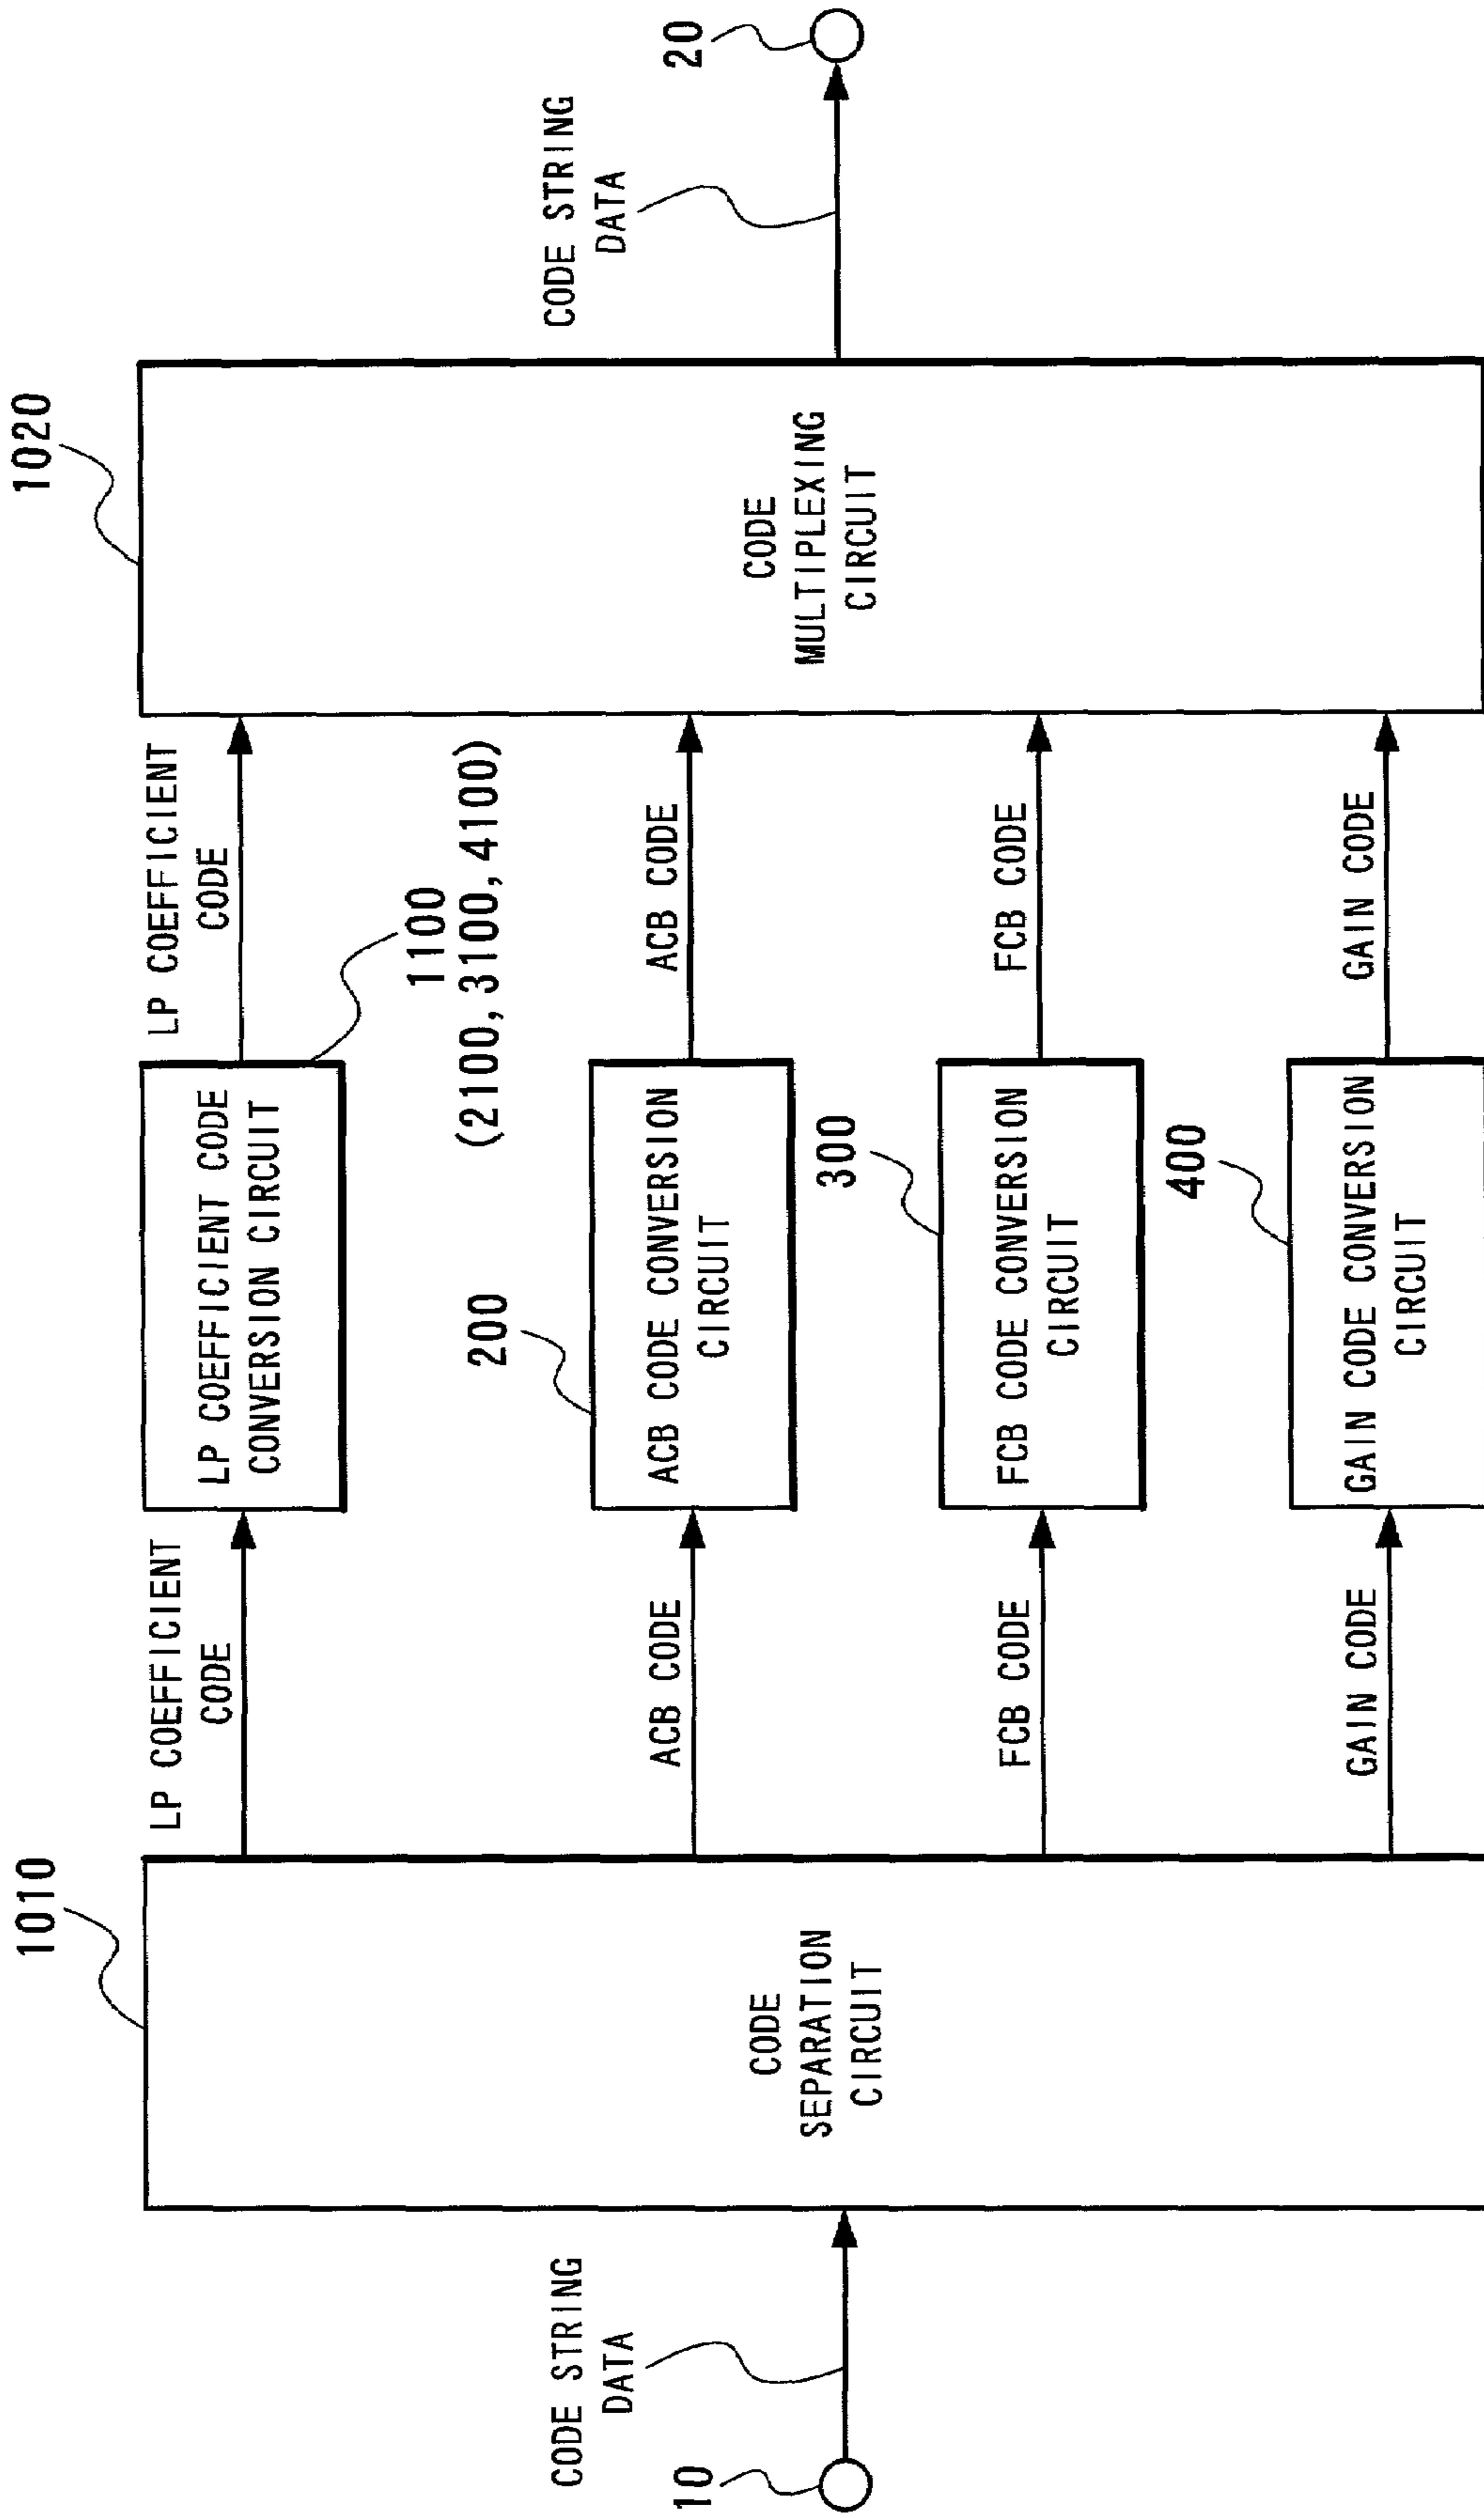 10
CODE STRING
DATA
1010
CODE
SEPARATION
CIRCUIT
LP COEFFICIENT
CODE
ACB CODE
FCB CODE
GAIN CODE
LP COEFFICIENT CODE
CONVERSION CIRCUIT
1100
(2100, 3100, 4100)
200
ACB CODE CONVERSION
CIRCUIT
300
FCB CODE CONVERSION
CIRCUIT
400
GAIN CODE CONVERSION
CIRCUIT
LP COEFFICIENT
CODE
ACB CODE
FCB CODE
GAIN CODE
1020
CODE
MULTIPLEXING
CIRCUIT
CODE STRING
DATA
20